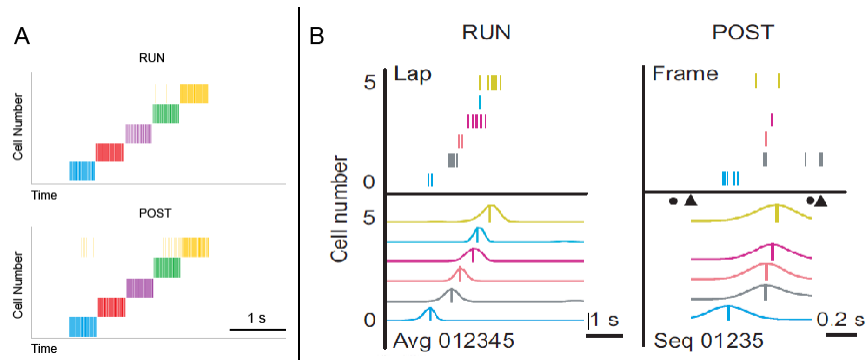 A
RUN
Cell Number
Time
POST
Cell Number
Time
1 s
B
RUN
POST
Lap
Frame
5
0
Cell number
5
0
Avg 012345
1 s
Seq 01235
0.2 s